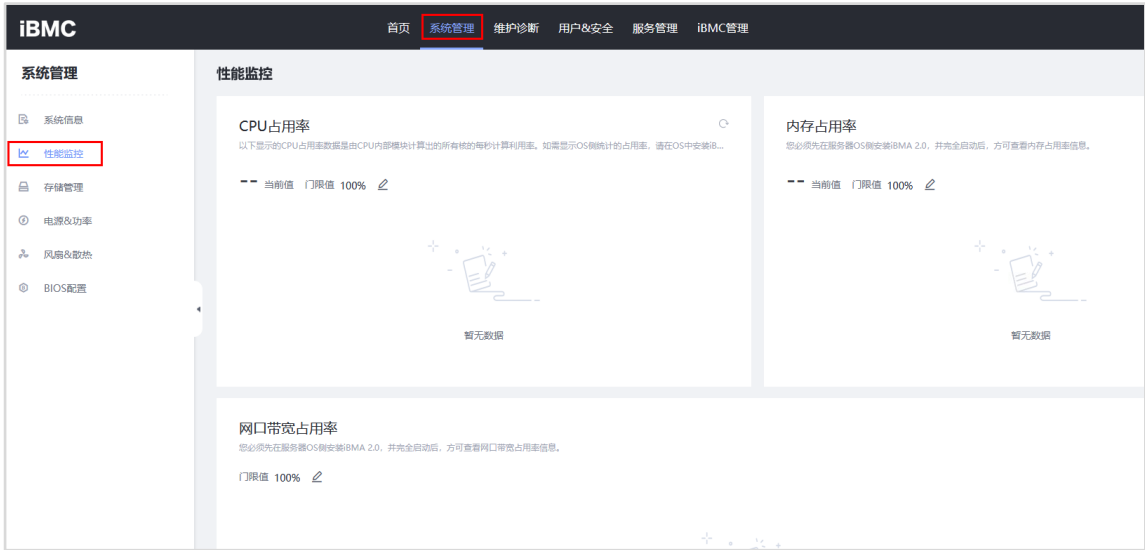 iBMC
首页 系统管理 维护诊断 用户&安全 服务管理 iBMC管理
系统管理
系统信息
性能监控
存储管理
电源&功率
风扇&散热
BIOS配置
性能监控
CPU占用率
以下显示的CPU占用率数据是由CPU内部模块计算出的所有核的每秒计算利用率。如需显示OS侧统计的占用率，请在OS中安装iB...
-- 当前值 门限值 100%
暂无数据
内存占用率
您必须先在服务器OS侧安装iBMA 2.0，并完全启动后，方可查看内存占用率信息。
-- 当前值 门限值 100%
暂无数据
网口带宽占用率
您必须先在服务器OS侧安装iBMA 2.0，并完全启动后，方可查看网口带宽占用率信息。
门限值 100%